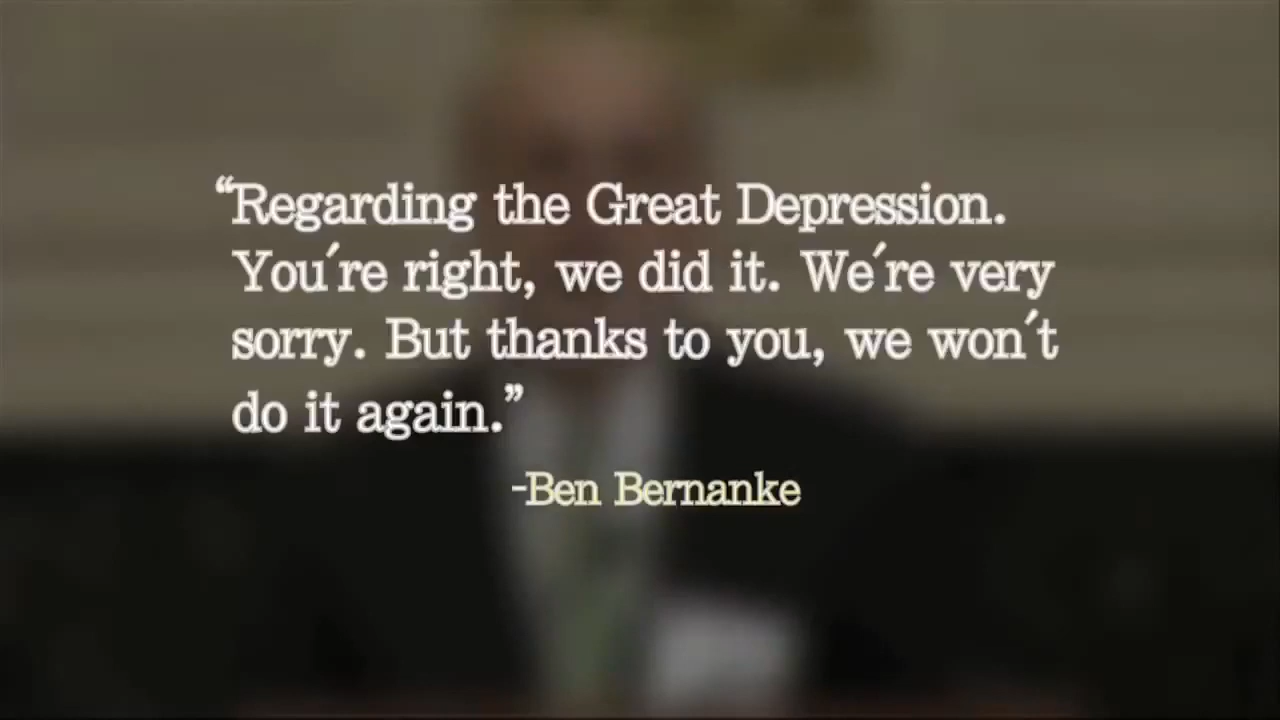 “Regarding the Great Depression.
You're right, we did it. We're very
sorry. But thanks to you, we won't
do it again.”
-Ben Bernanke